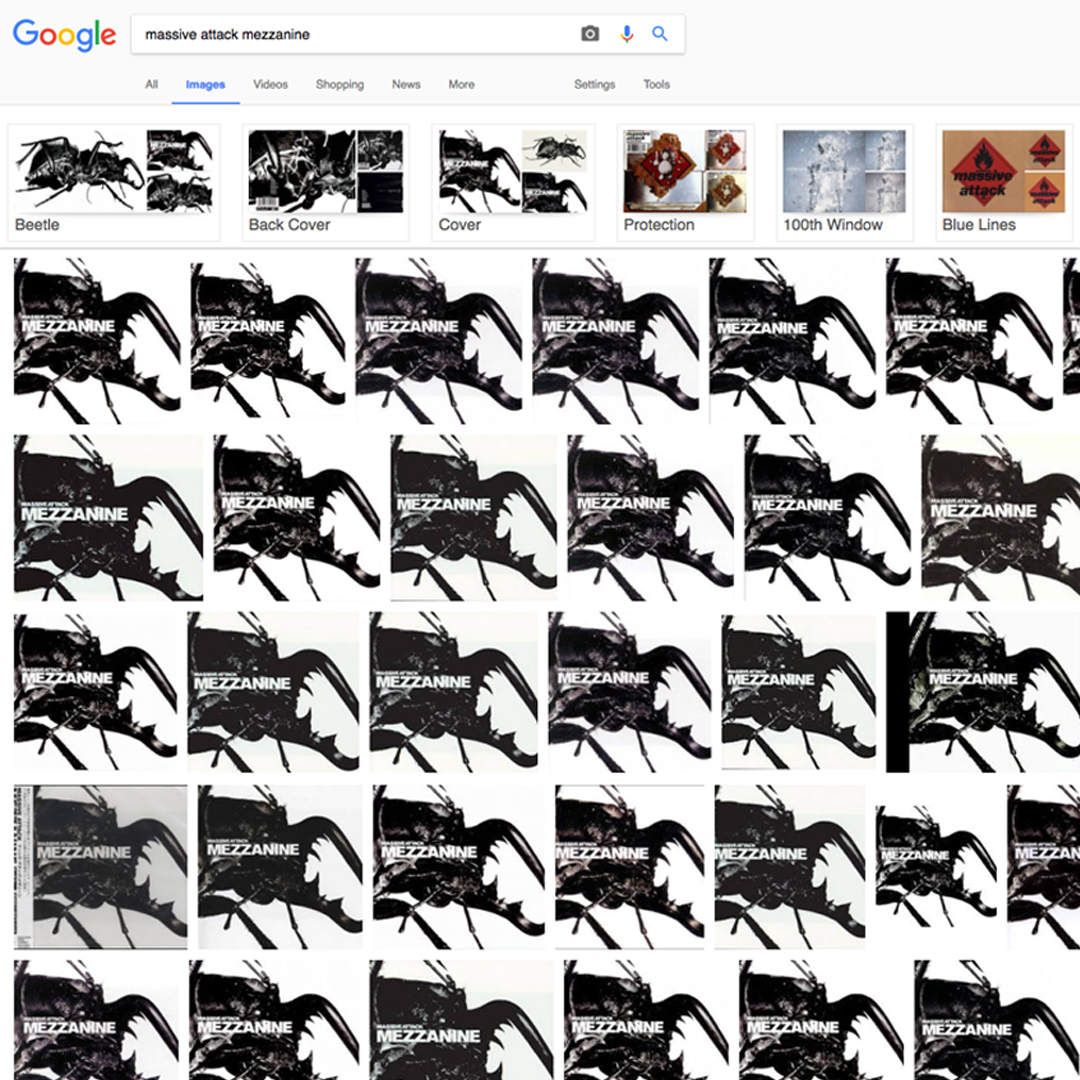 Google
massive attack mezzanine
All Images Videos Shopping News More Settings Tools
Beetle Back Cover Cover Protection 100th Window Blue Lines
massive
attack
MASSIVE ATTACK
MEZZANINE
MASSIVE ATTACK
MEZZANINE
MASSIVE ATTACK
MEZZANINE
MASSIVE ATTACK
MEZZANINE
MASSIVE ATTACK
MEZZANINE
MASSIVE ATTACK
MEZZANINE
MASSIVE ATTACK
MEZZANINE
MASSIVE ATTACK
MEZZANINE
MASSIVE ATTACK
MEZZANINE
MASSIVE ATTACK
MEZZANINE
MASSIVE ATTACK
MEZZANINE
MASSIVE ATTACK
MEZZANINE
MASSIVE ATTACK
MEZZANINE
MASSIVE ATTACK
MEZZANINE
MASSIVE ATTACK
MEZZANINE
MASSIVE ATTACK
MEZZANINE
MASSIVE ATTACK
MEZZANINE
MASSIVE ATTACK
MEZZANINE
MASSIVE ATTACK
MEZZANINE
MASSIVE ATTACK
MEZZANINE
MASSIVE ATTACK
MEZZANINE
MASSIVE ATTACK
MEZZANINE
MASSIVE ATTACK
MEZZANINE
MASSIVE ATTACK
MEZZANINE
MASSIVE ATTACK
MEZZAN
MASSIVE ATTACK
MEZZANINE
MASSIVE ATTACK
MEZZANINE
MASSIVE ATTACK
MEZZANINE
MASSIVE ATTACK
MEZZANINE
MASSIVE ATTACK
MEZZANINE
MASSIVE ATTACK
MEZZANINE